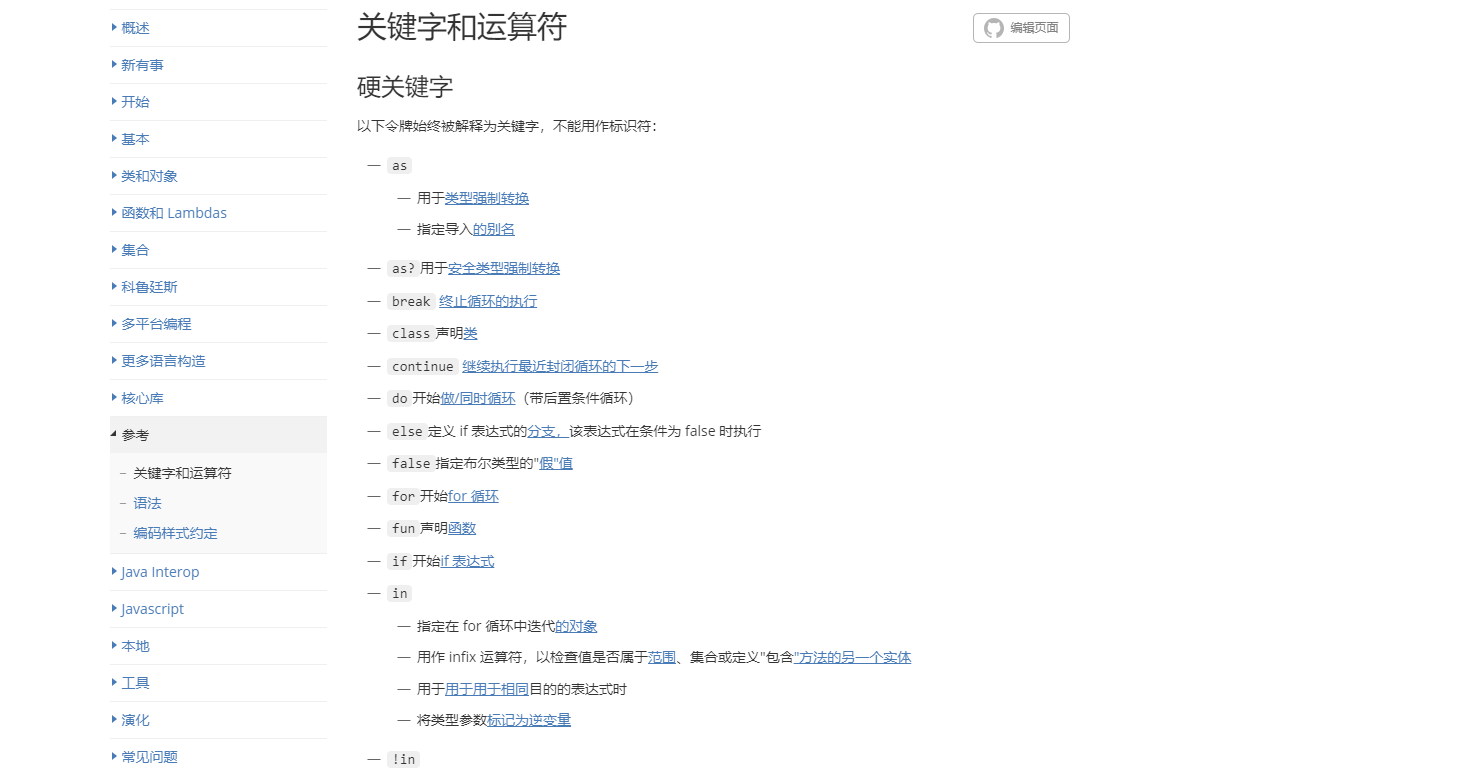 概述
新有事
开始
基本
类和对象
函数和 Lambdas
集合
科鲁廷斯
多平台编程
更多语言构造
核心库
参考
– 关键字和运算符
– 语法
– 编码样式约定
Java Interop
Javascript
本地
工具
演化
常见问题
关键字和运算符
编辑页面
硬关键字
以下令牌始终被解释为关键字，不能用作标识符：
— as
— 用于类型强制转换
— 指定导入的别名
— as? 用于安全类型强制转换
— break 终止循环的执行
— class 声明类
— continue 继续执行最近封闭循环的下一步
— do 开始做/同时循环（带后置条件循环）
— else 定义 if 表达式的分支，该表达式在条件为 false 时执行
— false 指定布尔类型的"假"值
— for 开始for 循环
— fun 声明函数
— if 开始if 表达式
— in
— 指定在 for 循环中迭代的对象
— 用作 infix 运算符，以检查值是否属于范围、集合或定义"包含"方法的另一个实体
— 用于用于用于相同目的的表达式时
— 将类型参数标记为逆变量
— !in